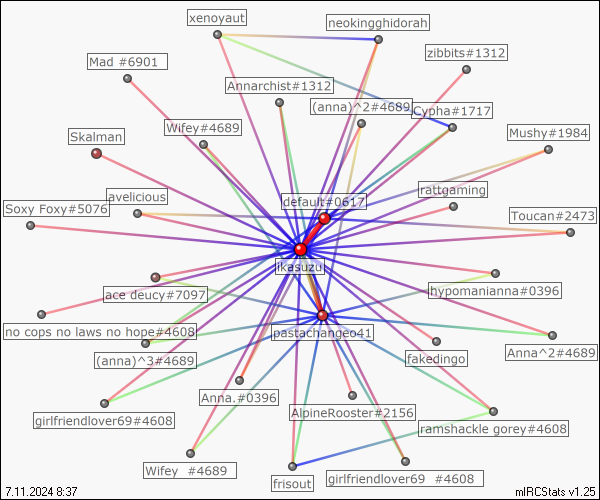 xenoyaut
neokingghidorah
zibbits#1312
Mad #6901
Annarchist#1312
(anna)^2#4689
Cypha#1717
Wifey#4689
Mushy#1984
Skalman
rattgaming
avelicious
default#0617
Soxy Foxy#5076
Toucan#2473
ikasuzu
ace deucy#7097
hypomanianna#0396
no cops no laws no hope#4608
pastachangeo41
(anna)^3#4689
fakedingo
Anna^2#4689
Anna.#0396
AlpineRooster#2156
girlfriendlover69#4608
ramshackle gorey#4608
Wifey #4689
frisout
girlfriendlover69 #4608
7.11.2024 8:37
mIRCStats v1.25